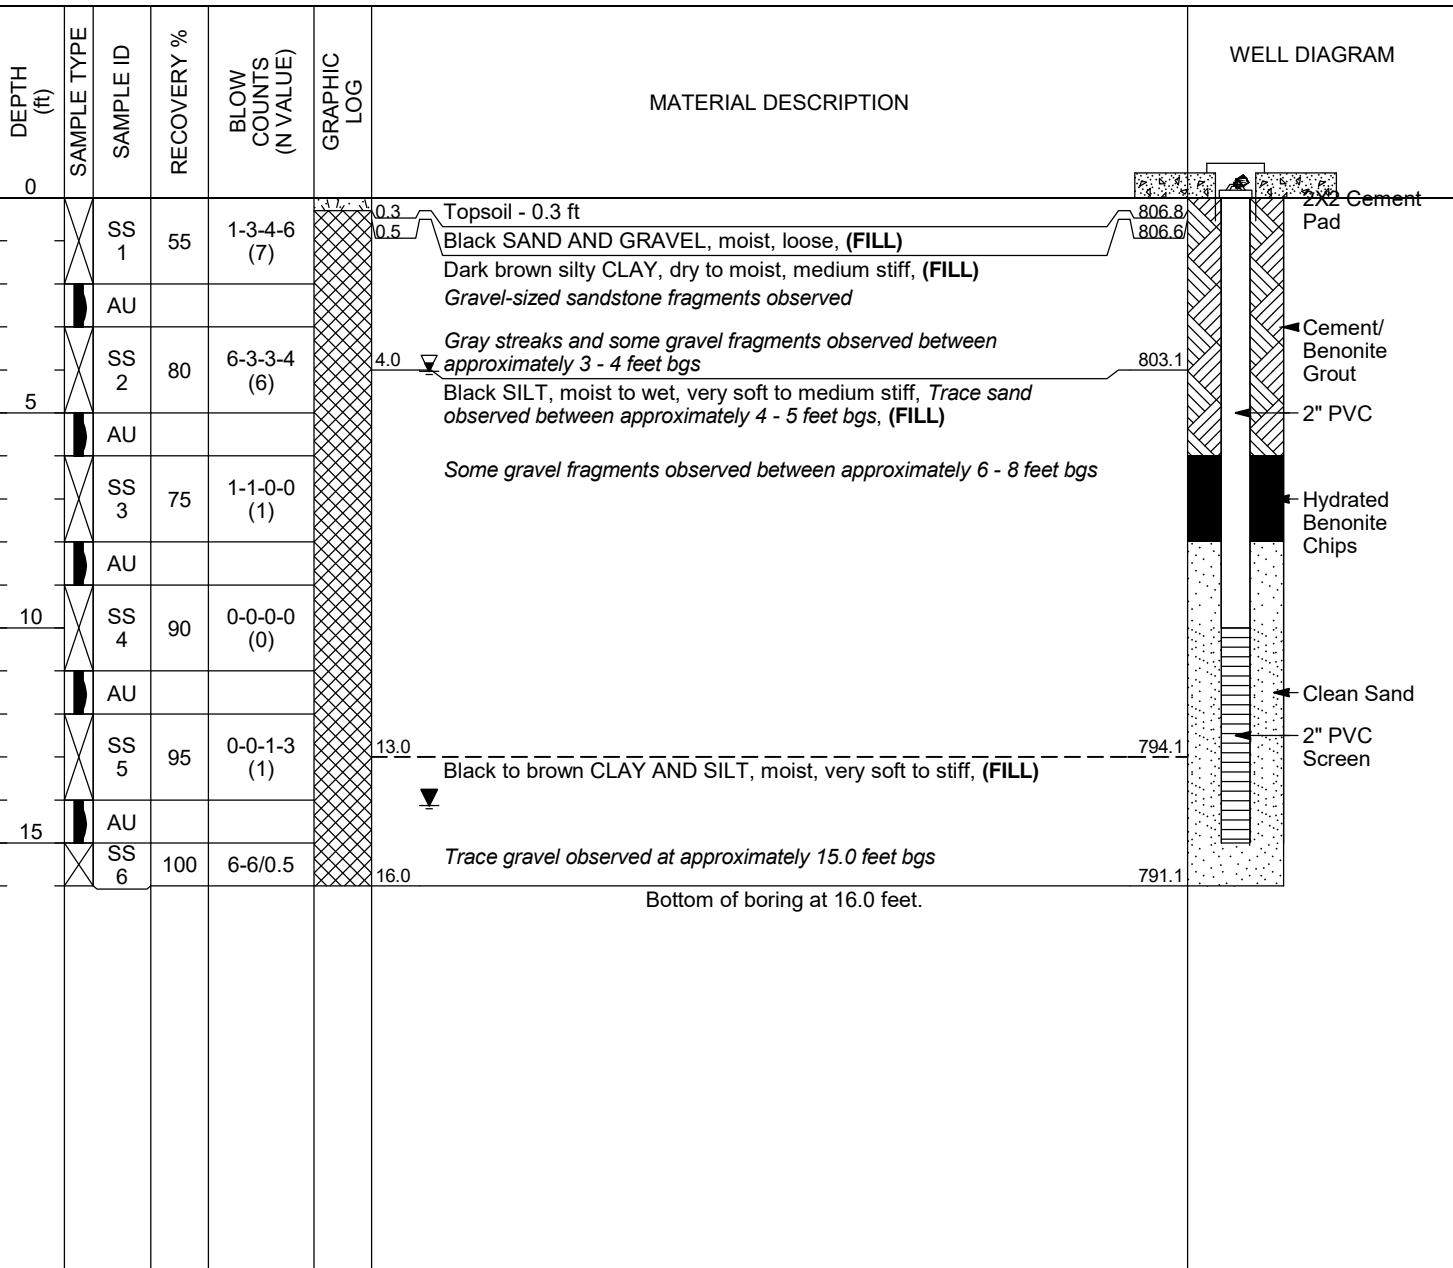 DEPTH
(ft)
SAMPLE TYPE
SAMPLE ID
RECOVERY %
BLOW
COUNTS
(N VALUE)
GRAPHIC
LOG
MATERIAL DESCRIPTION
WELL DIAGRAM
0
SS
1
55
1-3-4-6
(7)
0.3
Topsoil - 0.3 ft
806.8
2X2 Cement
Pad
0.5
Black SAND AND GRAVEL, moist, loose, (FILL)
806.6
Dark brown silty CLAY, dry to moist, medium stiff, (FILL)
Gravel-sized sandstone fragments observed
AU
Gray streaks and some gravel fragments observed between
approximately 3 - 4 feet bgs
Cement/
Benonite
Grout
SS
2
80
6-3-3-4
(6)
4.0
803.1
Black SILT, moist to wet, very soft to medium stiff, Trace sand
observed between approximately 4 - 5 feet bgs, (FILL)
5
2" PVC
AU
Some gravel fragments observed between approximately 6 - 8 feet bgs
SS
3
75
1-1-0-0
(1)
Hydrated
Benonite
Chips
AU
10
SS
4
90
0-0-0-0
(0)
AU
Clean Sand
SS
5
95
0-0-1-3
(1)
13.0
794.1
2" PVC
Screen
Black to brown CLAY AND SILT, moist, very soft to stiff, (FILL)
AU
15
SS
6
100
6-6/0.5
Trace gravel observed at approximately 15.0 feet bgs
16.0
791.1
Bottom of boring at 16.0 feet.